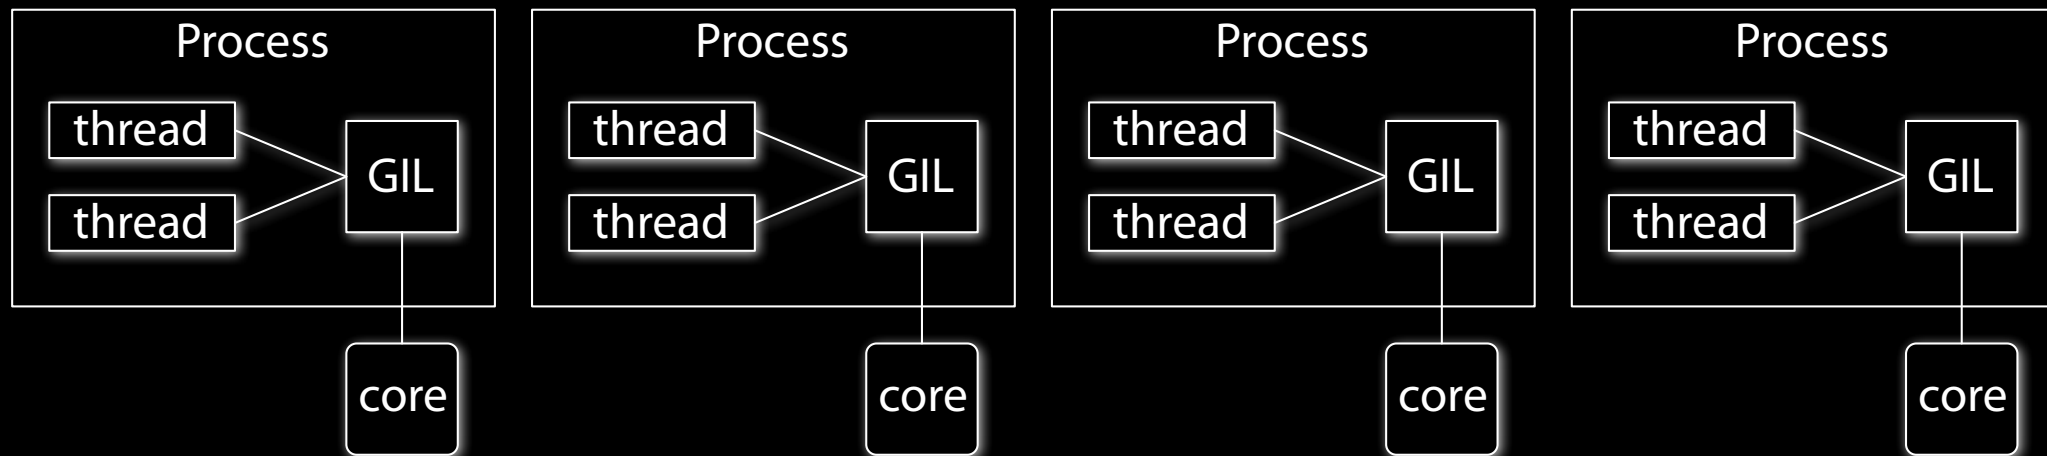 Process
thread
thread
GIL
core
Process
thread
thread
GIL
core
Process
thread
thread
GIL
core
Process
thread
thread
GIL
core